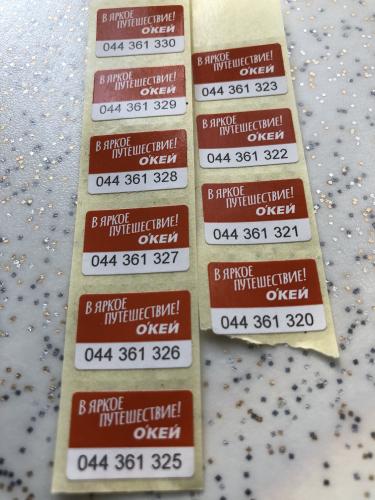 В ЯРКОЕ
ПУТЕШЕСТВИЕ!
О'КЕЙ
044 361 330
В ЯРКОЕ
ПУТЕШЕСТВИЕ!
О'КЕЙ
044 361 329
В ЯРКОЕ
ПУТЕШЕСТВИЕ!
О'КЕЙ
044 361 328
В ЯРКОЕ
ПУТЕШЕСТВИЕ!
О'КЕЙ
044 361 327
В ЯРКОЕ
ПУТЕШЕСТВИЕ!
О'КЕЙ
044 361 326
В ЯРКОЕ
ПУТЕШЕСТВИЕ!
О'КЕЙ
044 361 325
В ЯРКОЕ
ПУТЕШЕСТВИЕ!
О'КЕЙ
044 361 323
В ЯРКОЕ
ПУТЕШЕСТВИЕ!
О'КЕЙ
044 361 322
В ЯРКОЕ
ПУТЕШЕСТВИЕ!
О'КЕЙ
044 361 321
В ЯРКОЕ
ПУТЕШЕСТВИЕ!
О'КЕЙ
044 361 320